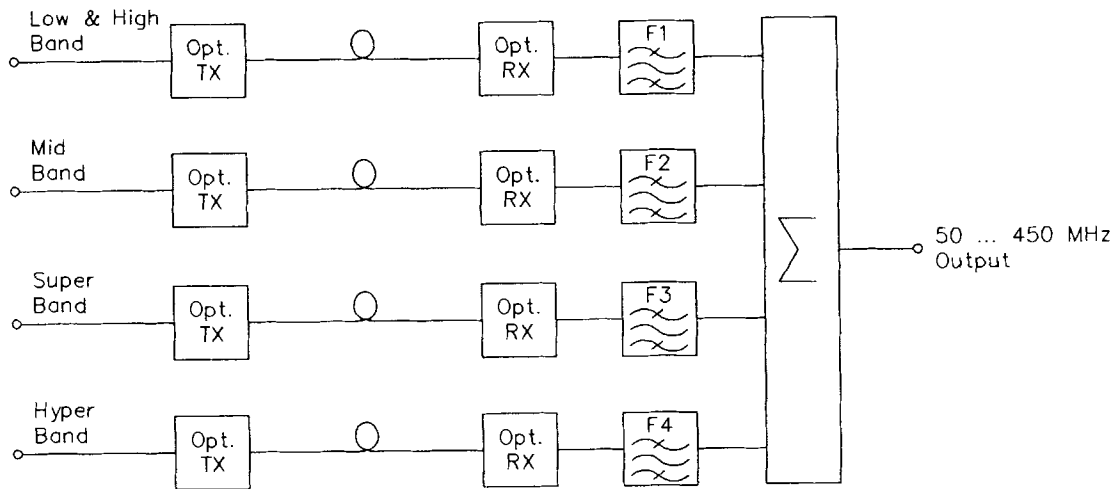 Low & High
Band
Opt.
TX
Opt.
RX
F1
Mid
Band
Opt.
TX
Opt.
RX
F2
Super
Band
Opt.
TX
Opt.
RX
F3
Hyper
Band
Opt.
TX
Opt.
RX
F4
Σ
50 ... 450 MHz
Output